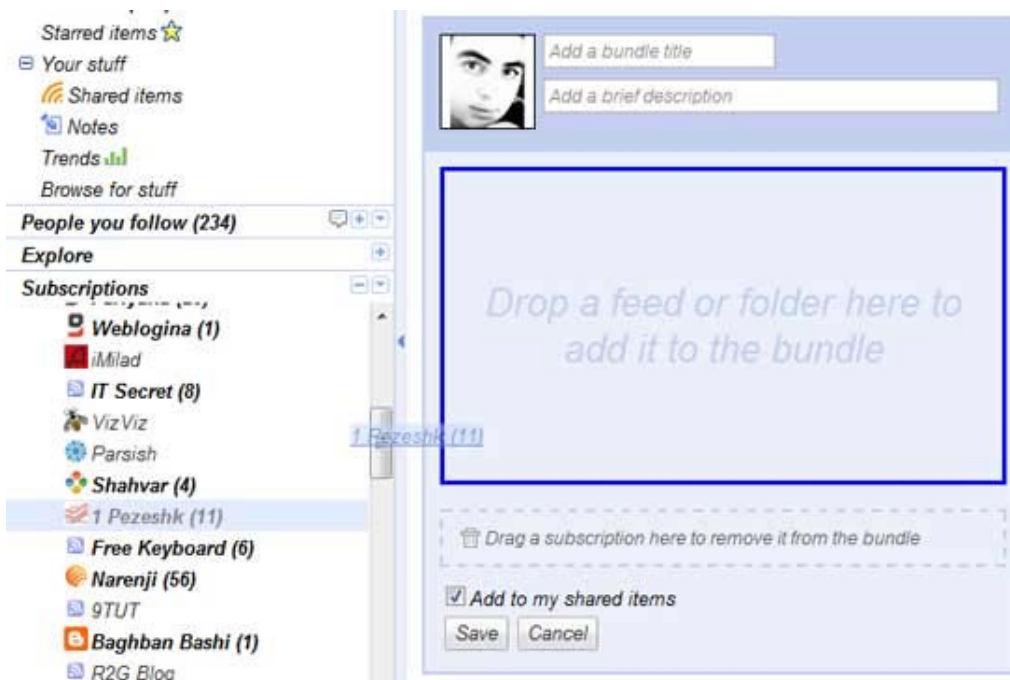 Starred items
Your stuff
Shared items
Notes
Trends
Browse for stuff
People you follow (234)
Explore
Subscriptions
Weblogina (1)
iMilad
IT Secret (8)
VizViz
Parsish
Shahvar (4)
1 Pezeshk (11)
Free Keyboard (6)
Narenji (56)
9TUT
Baghban Bashi (1)
R2G Blog
1 Pezeshk (11)
Add a bundle title
Add a brief description
Drop a feed or folder here to
add it to the bundle
Drag a subscription here to remove it from the bundle
Add to my shared items
Save
Cancel